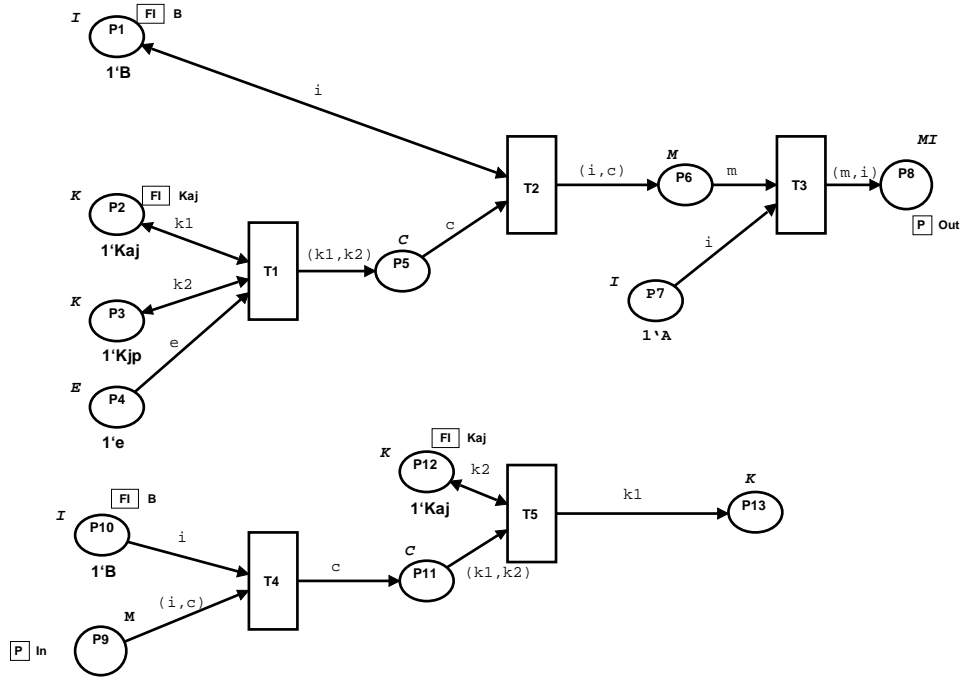 I P1 FI B
1‘B
i
K P2 FI Kaj
1‘Kaj
k1
K P3
1‘Kjp
k2
E P4
1‘e
e
T1
(k1,k2)
C
P5
c
T2
(i,c)
M
P6
m
T3
(m,i)
MI
P8
P Out
i
I P7
1‘A
FI B
I P10
1‘B
i
M
(i,c)
P In
P9
T4
c
C
P11
(k1,k2)
FI Kaj
K P12
1‘Kaj
k2
T5
k1
K
P13